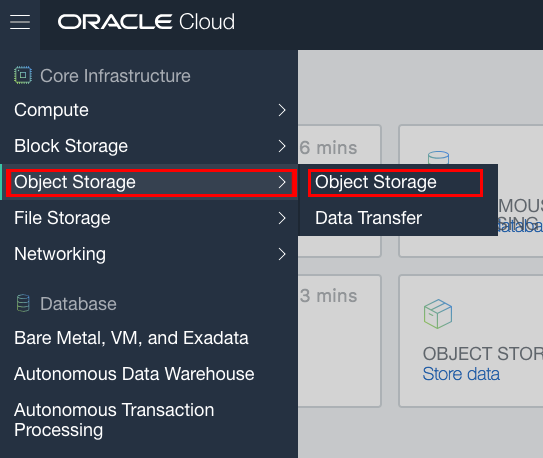 ORACLE Cloud
Core Infrastructure
Compute
Block Storage
6 mins
Object Storage
Object Storage
File Storage
Data Transfer
Networking
3 mins
Database
Bare Metal, VM, and Exadata
OBJECT STOR
Autonomous Data Warehouse
Store data
Autonomous Transaction
Processing